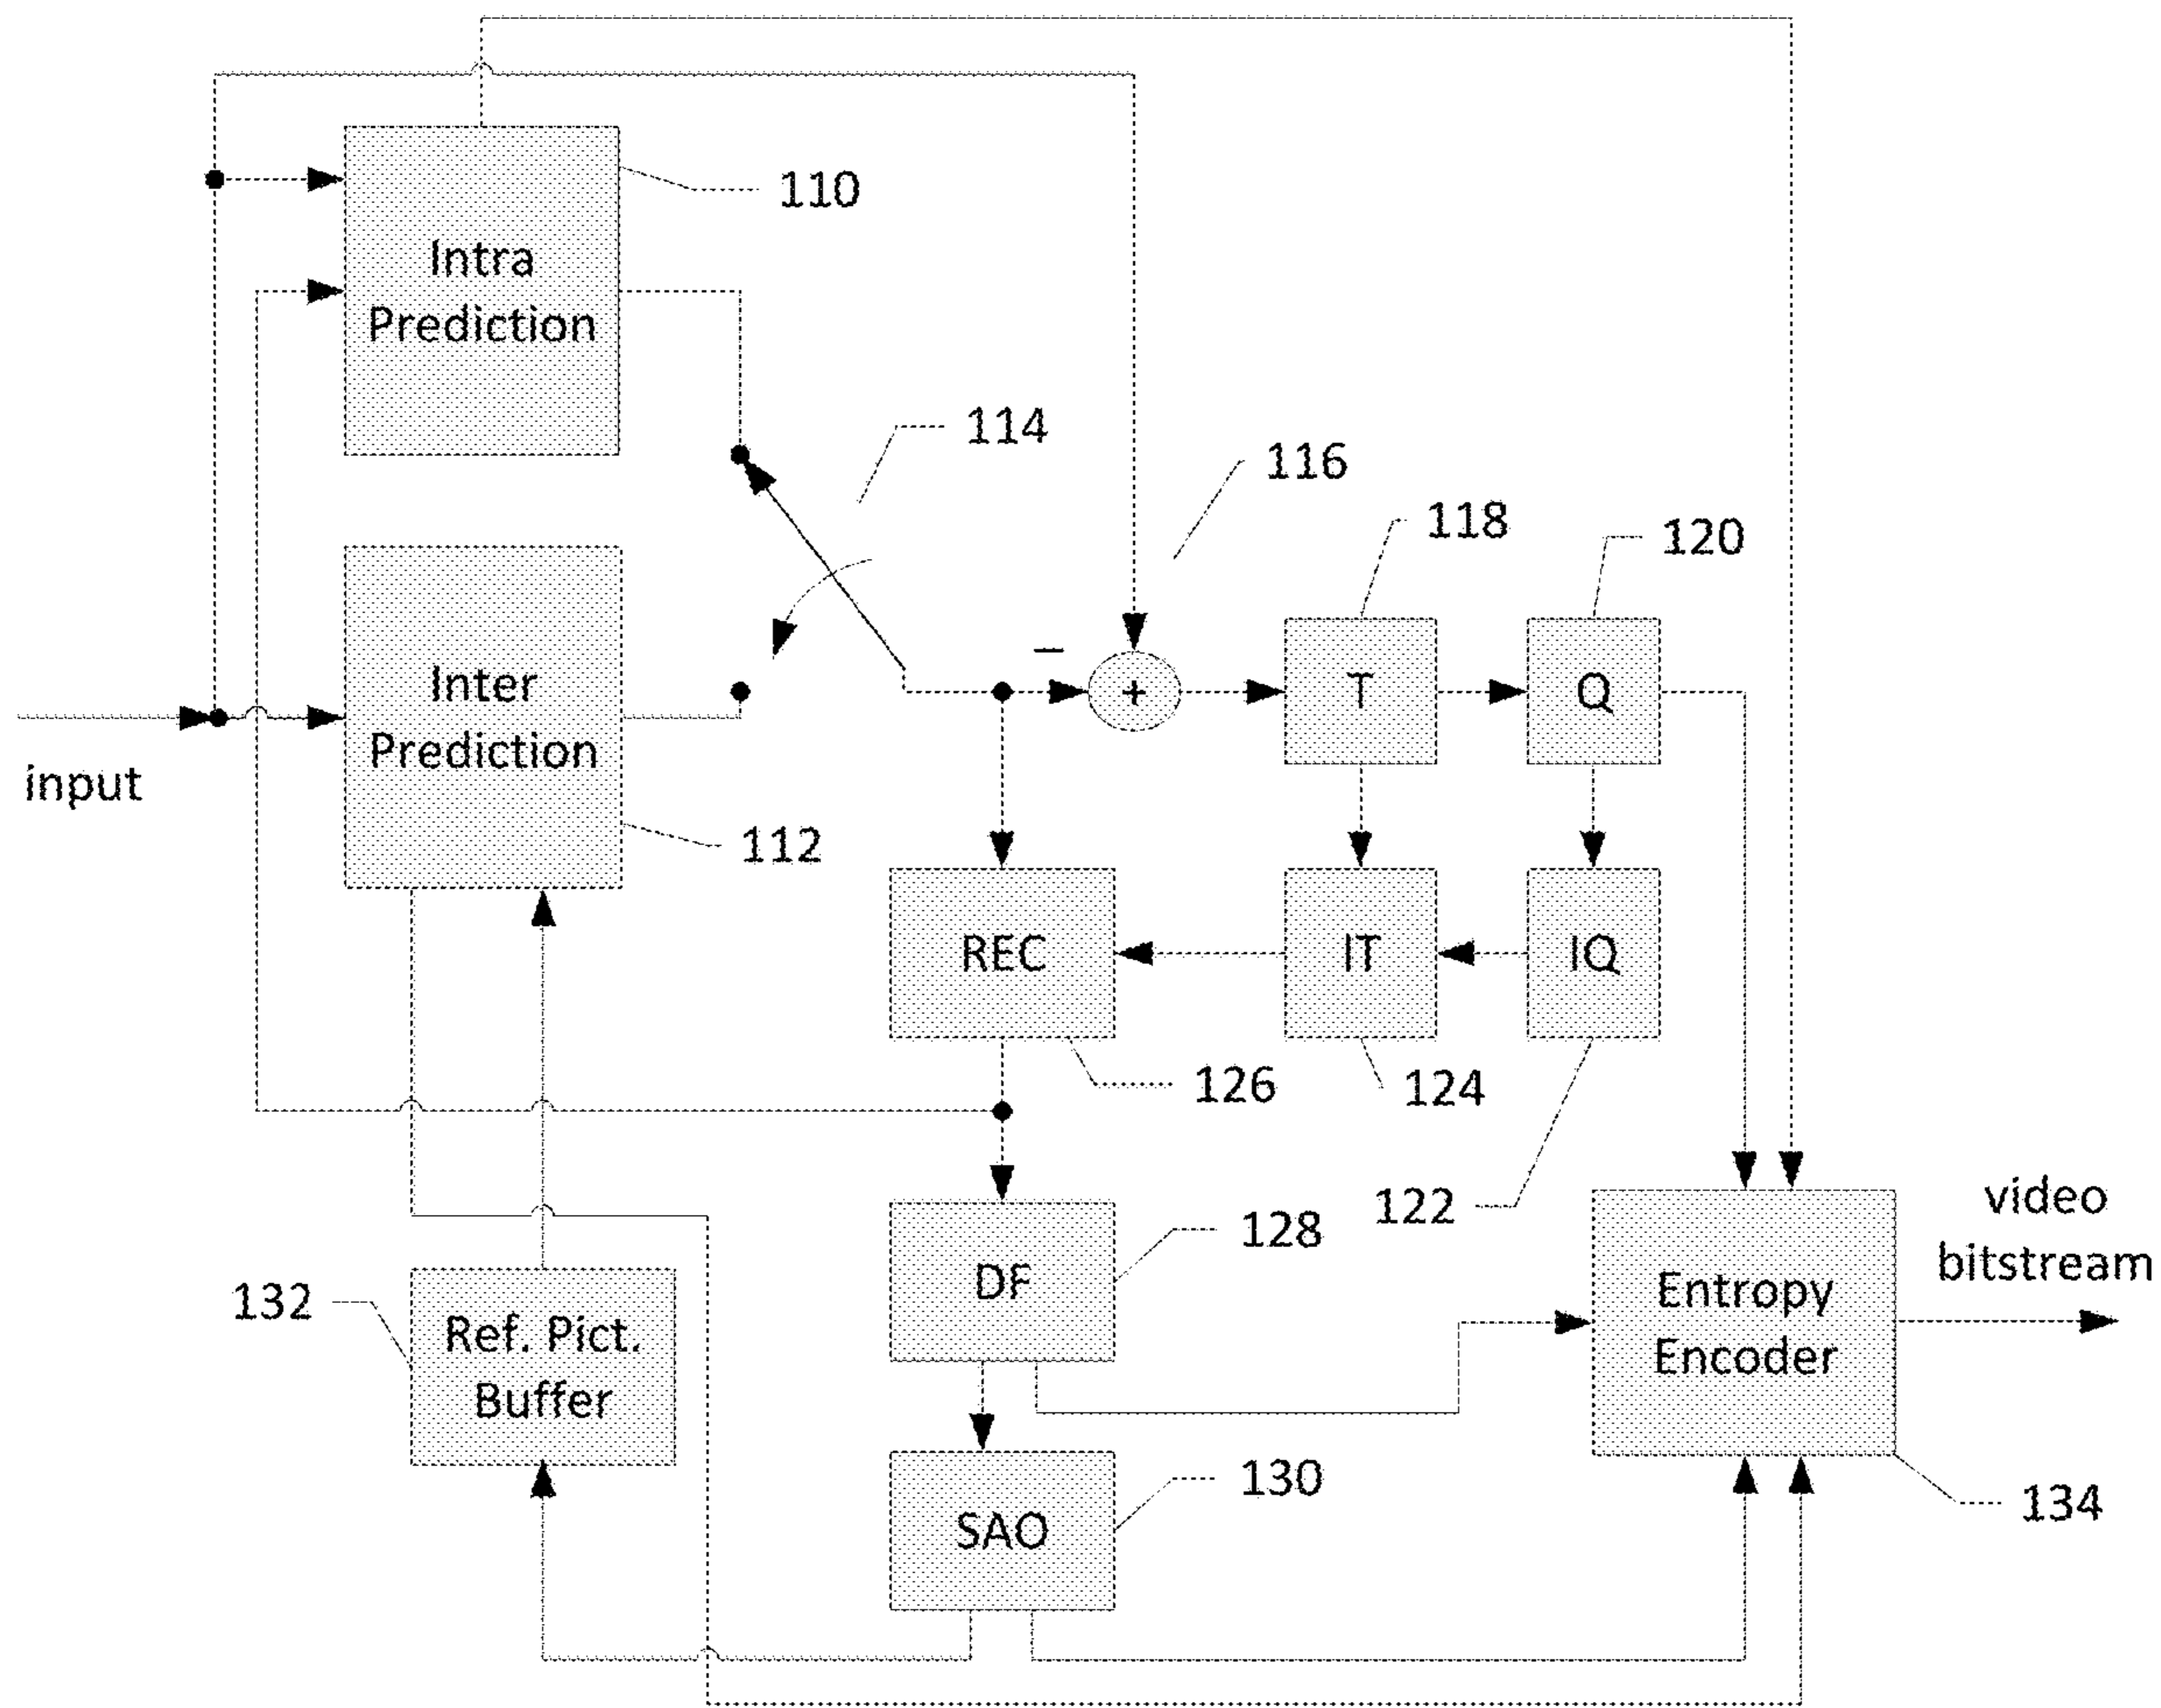 110
Intra
Prediction
114
116
118
120
Inter
Prediction
−
+
T
Q
input
112
REC
IT
IQ
126
124
122
128
DF
132
Ref. Pict.
Buffer
video
bitstream
Entropy
Encoder
130
SAO
134